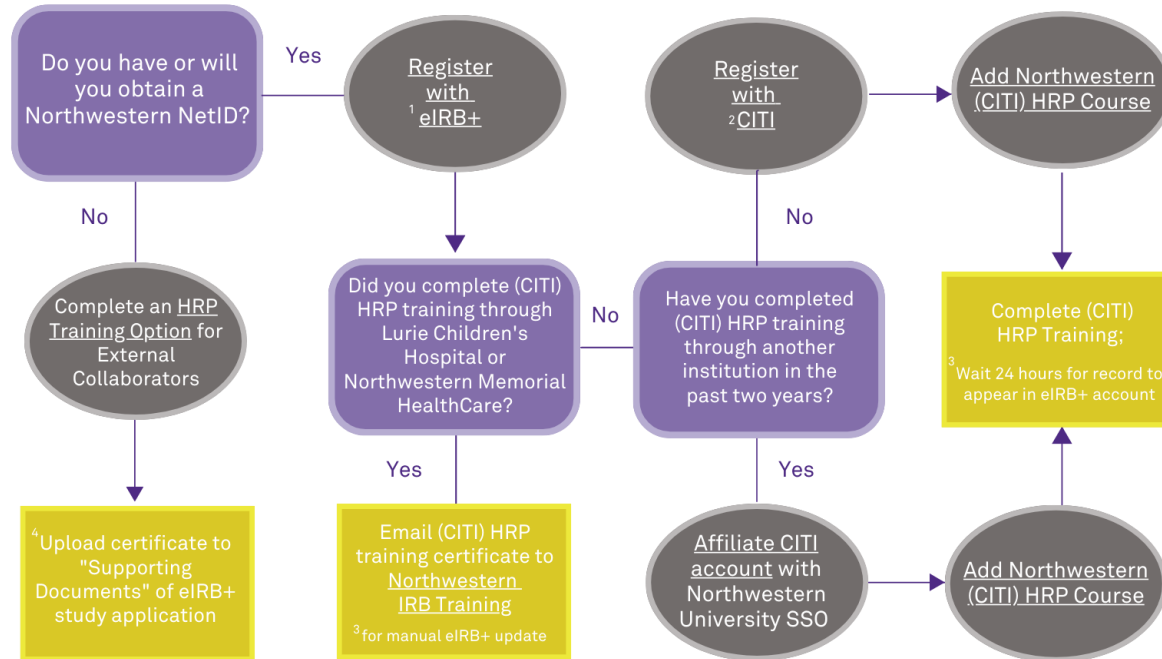 Do you have or will
you obtain a
Northwestern NetID?
Yes
Register
with
1 eIRB+
Register
with
2 CITI
Add Northwestern
(CITI) HRP Course
No
No
Complete an HRP
Training Option for
External
Collaborators
Did you complete (CITI)
HRP training through
Lurie Children's
Hospital or
Northwestern Memorial
HealthCare?
No
Have you completed
(CITI) HRP training
through another
institution in the
past two years?
Complete (CITI)
HRP Training;
3 Wait 24 hours for record to
appear in eIRB+ account
Yes
Yes
4 Upload certificate to
"Supporting
Documents" of eIRB+
study application
Email (CITI) HRP
training certificate to
Northwestern
IRB Training
3 for manual eIRB+ update
Affiliate CITI
account with
Northwestern
University SSO
Add Northwestern
(CITI) HRP Course